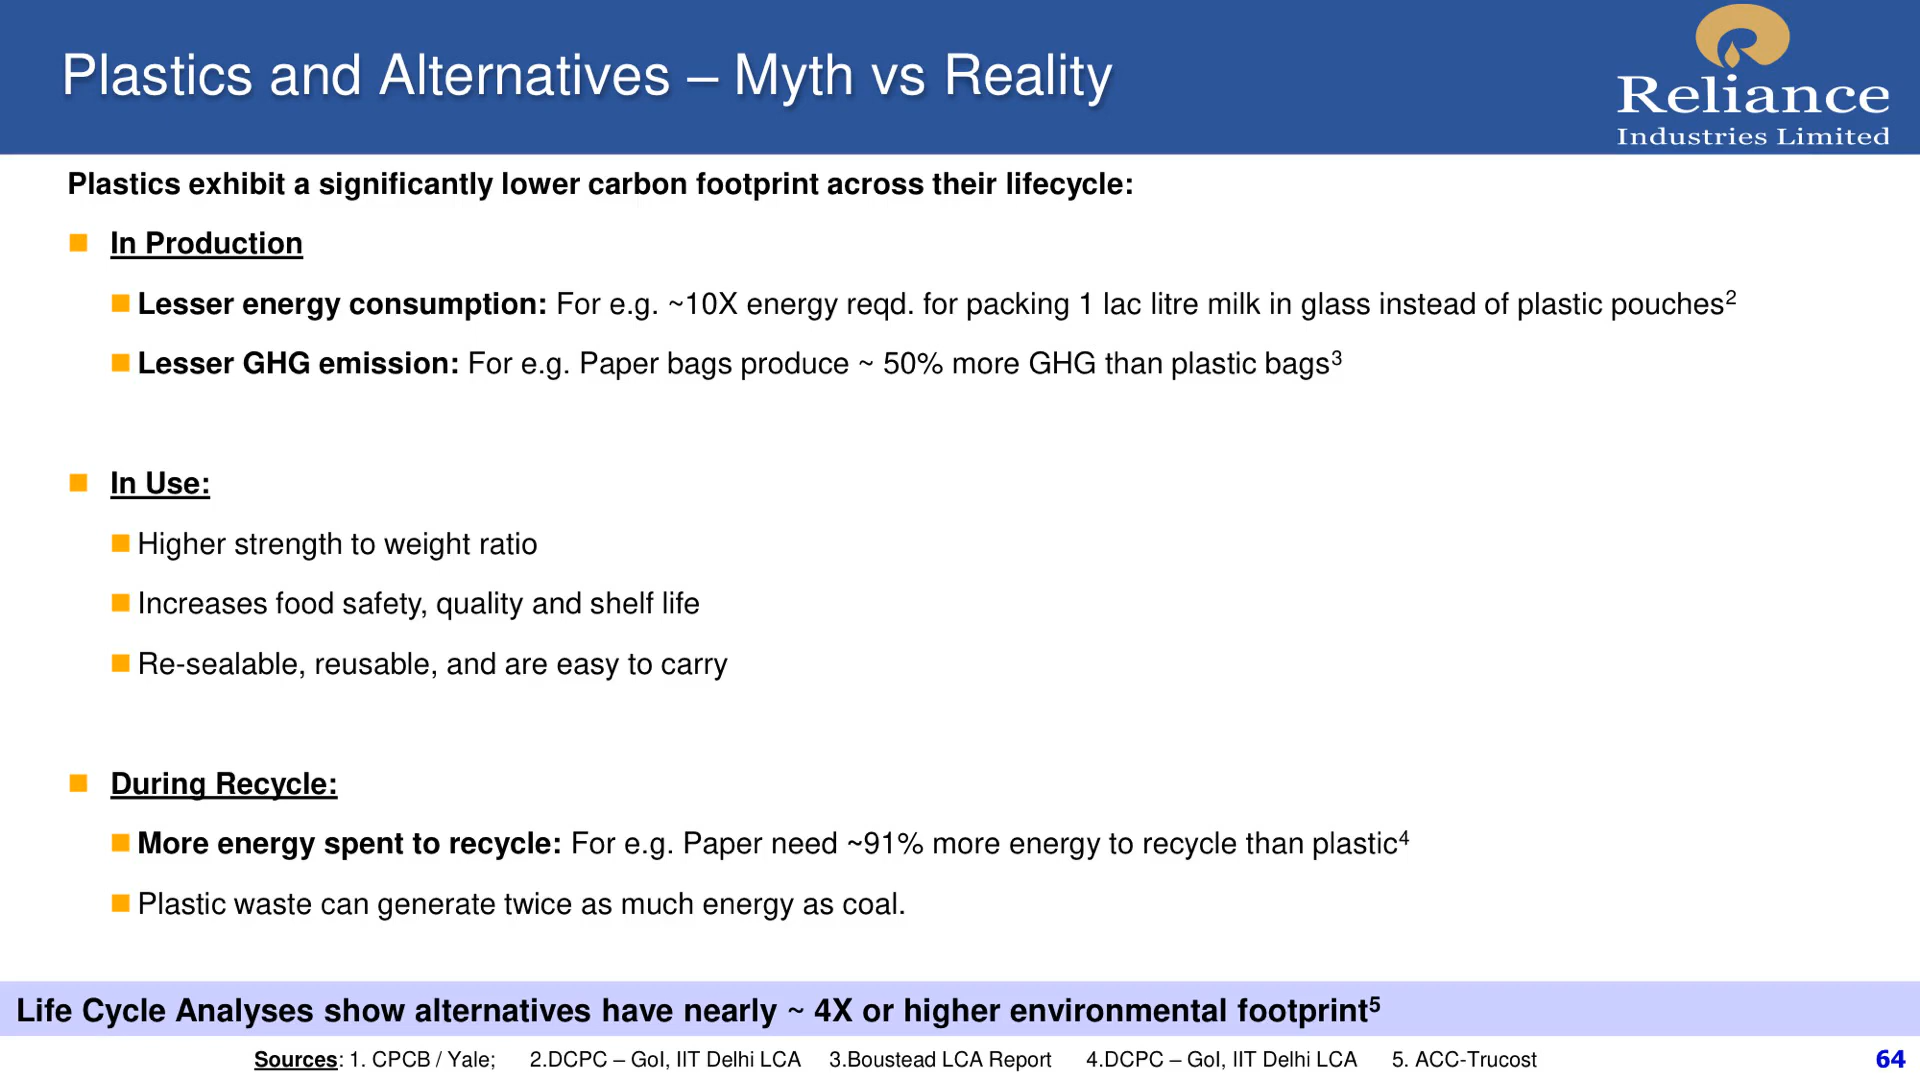 Plastics and Alternatives – Myth vs Reality
Reliance
Industries Limited
Plastics exhibit a significantly lower carbon footprint across their lifecycle:
In Production
Lesser energy consumption: For e.g. ~10X energy reqd. for packing 1 lac litre milk in glass instead of plastic pouches2
Lesser GHG emission: For e.g. Paper bags produce ~ 50% more GHG than plastic bags3
In Use:
Higher strength to weight ratio
Increases food safety, quality and shelf life
Re-sealable, reusable, and are easy to carry
During Recycle:
More energy spent to recycle: For e.g. Paper need ~91% more energy to recycle than plastic4
Plastic waste can generate twice as much energy as coal.
Life Cycle Analyses show alternatives have nearly ~ 4X or higher environmental footprint5
Sources: 1. CPCB / Yale; 2.DCPC – GoI, IIT Delhi LCA 3.Boustead LCA Report 4.DCPC – GoI, IIT Delhi LCA 5. ACC-Trucost
64